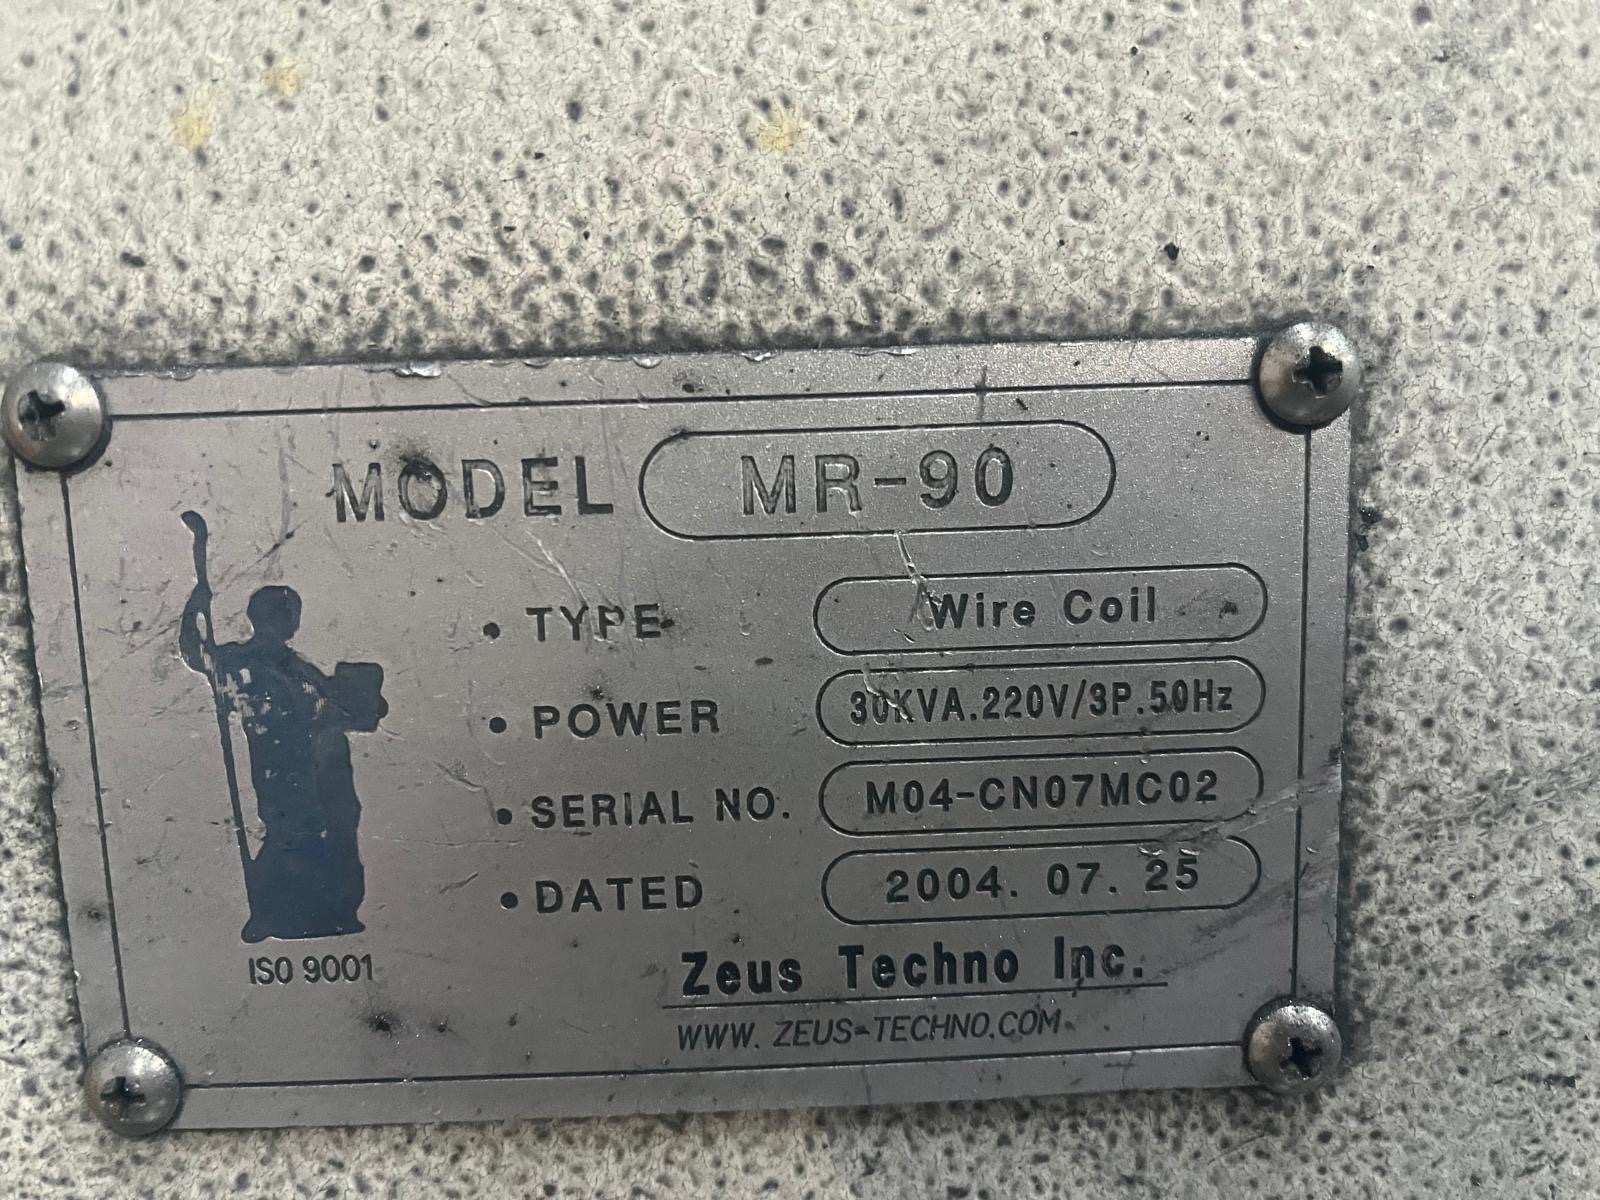 MODEL MR-90
• TYPE Wire Coil
• POWER 30KVA.220V/3P.50Hz
• SERIAL NO. M04-CN07MC02
• DATED 2004. 07. 25
ISO 9001
Zeus Techno Inc.
WWW. ZEUS-TECHNO.COM